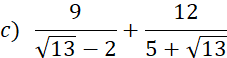 c) 9/(√13 − 2) + 12/(5 + √13)